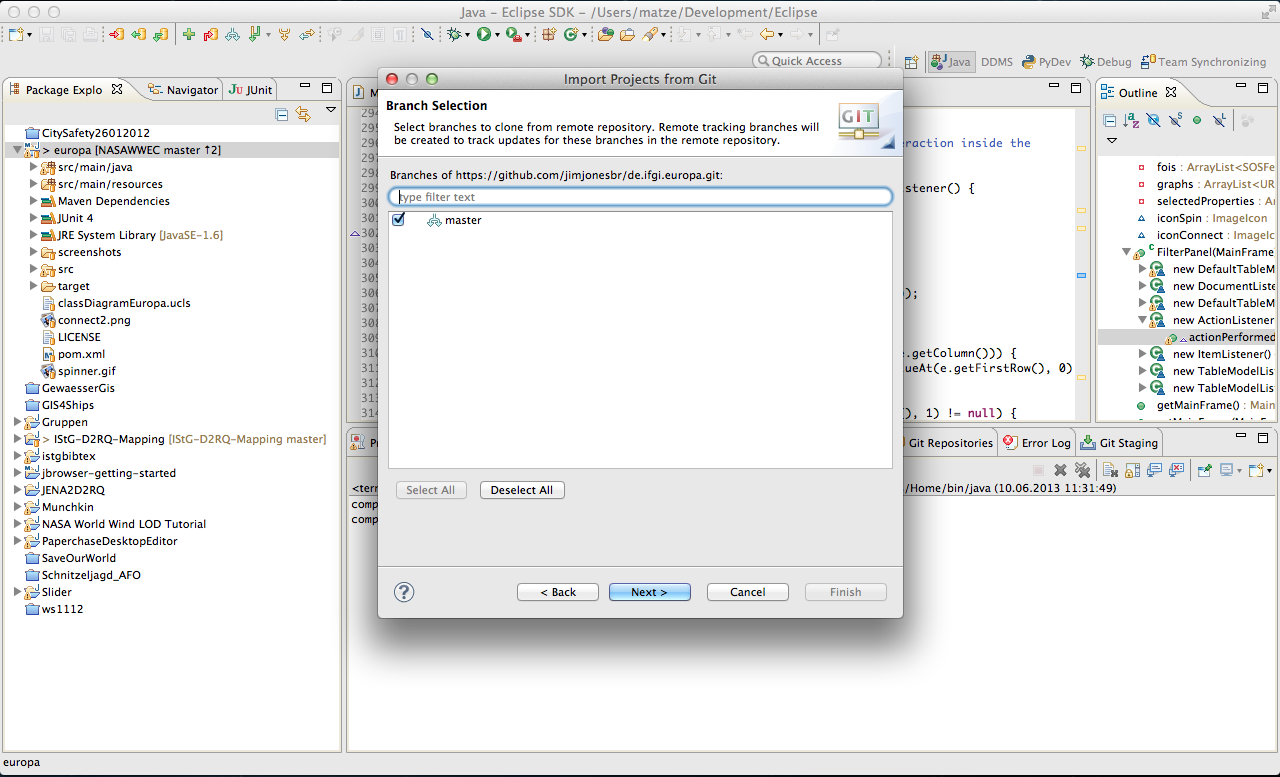 Java – Eclipse SDK – /Users/matze/Development/Eclipse
Quick Access
Java
DDMS
PyDev
Debug
Team Synchronizing
Package Explo
Navigator
JUnit
CitySafety26012012
> europa [NASAWWEC master ↑2]
src/main/java
src/main/resources
Maven Dependencies
JUnit 4
JRE System Library [JavaSE-1.6]
screenshots
src
target
classDiagramEuropa.ucls
connect2.png
LICENSE
pom.xml
spinner.gif
GewaesserGis
GIS4Ships
Gruppen
> IStG-D2RQ-Mapping [IStG-D2RQ-Mapping master]
istgbibtex
jbrowser-getting-started
JENA2D2RQ
Munchkin
NASA World Wind LOD Tutorial
PaperchaseDesktopEditor
SaveOurWorld
Schnitzeljagd_AFO
Slider
ws1112
M
294
295
296
297
298
299
300
301
302
303
304
305
306
307
308
309
310
311
312
313
314
eraction inside the
stener() {
);
e.getColumn())) {
ueAt(e.getFirstRow(), 0)
), 1) != null) {
Import Projects from Git
Branch Selection
Select branches to clone from remote repository. Remote tracking branches will
be created to track updates for these branches in the remote repository.
GIT
Branches of https://github.com/jimjonesbr/de.ifgi.europa.git:
type filter text
master
Select All
Deselect All
?
< Back
Next >
Cancel
Finish
Outline
fois : ArrayList<SOSFe
graphs : ArrayList<UR
selectedProperties : A
iconSpin : ImageIcon
iconConnect : ImageIc
FilterPanel(MainFrame
new DefaultTableM
new DocumentListe
new DefaultTableM
new ActionListener
actionPerformed
new ItemListener()
new TableModelList
new TableModelList
getMainFrame() : Main
Git Repositories
Error Log
Git Staging
<ter
/Home/bin/java (10.06.2013 11:31:49)
comp
comp
europa